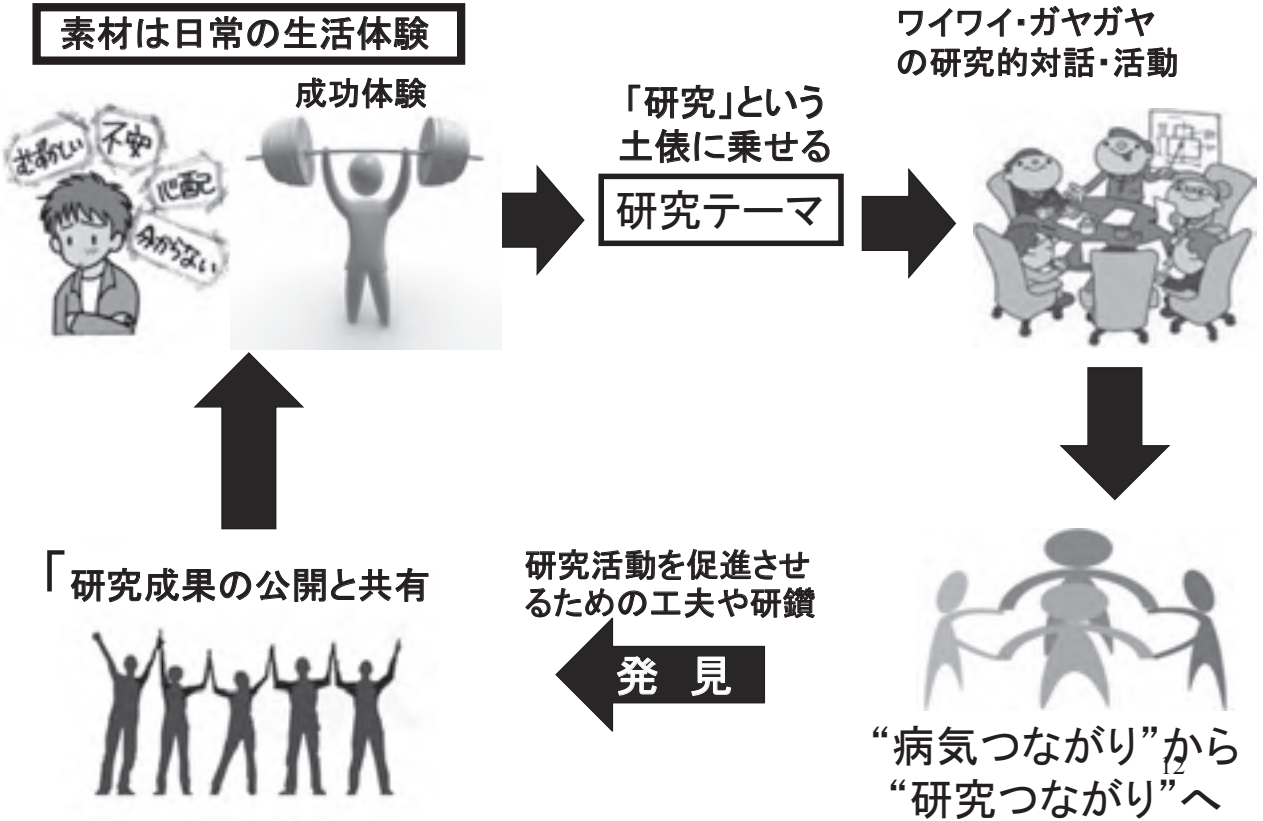 素材は日常の生活体験
成功体験
むずかしい
不安
心配
分からない
「研究」という
土俵に乗せる
研究テーマ
ワイワイ・ガヤガヤ
の研究的対話・活動
“病気つながり”から
12
“研究つながり”へ
研究活動を促進させ
るための工夫や研鑽
発 見
「研究成果の公開と共有